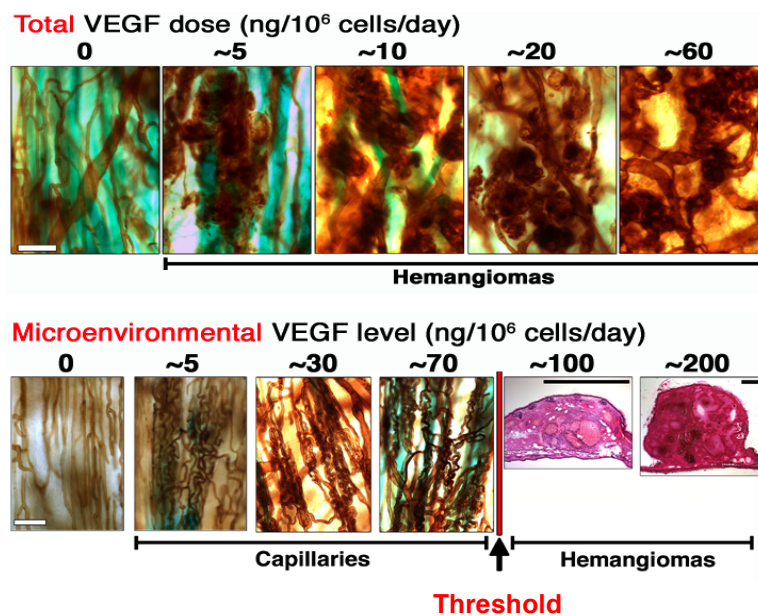 Total VEGF dose (ng/10⁶ cells/day)
0 ~5 ~10 ~20 ~60
Hemangiomas
Microenvironmental VEGF level (ng/10⁶ cells/day)
0 ~5 ~30 ~70 ~100 ~200
Capillaries Hemangiomas
Threshold